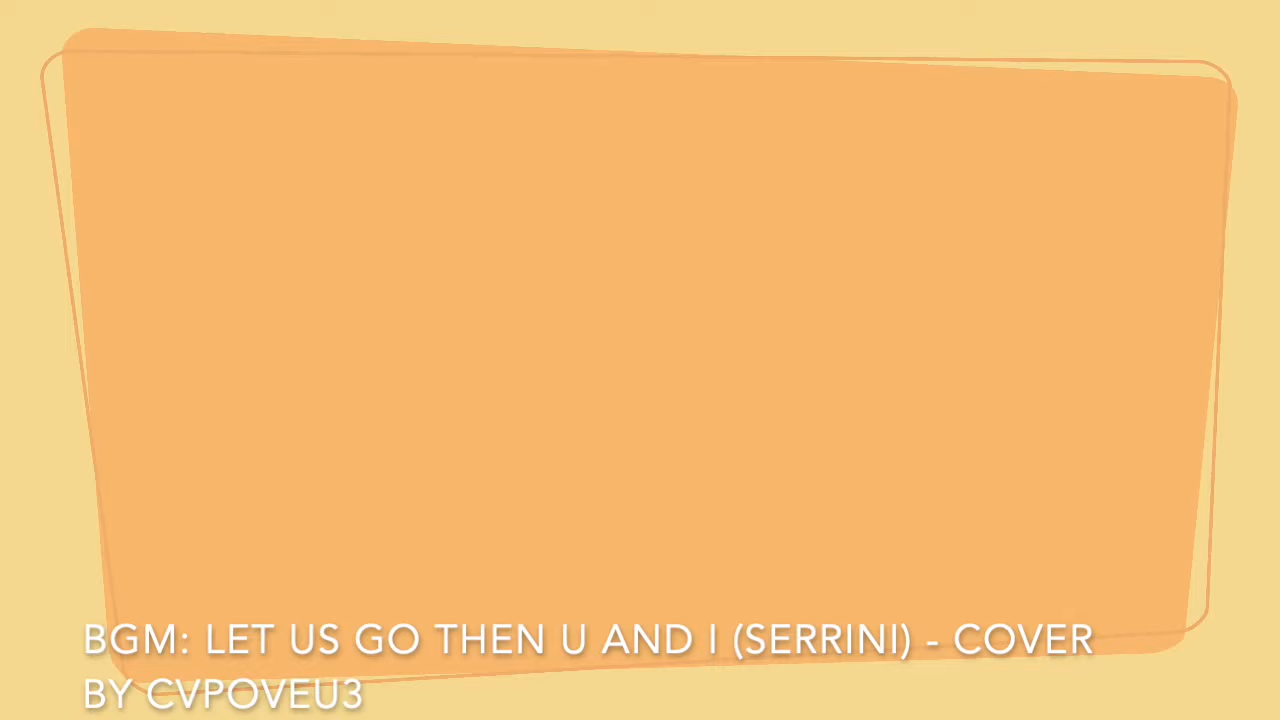 BGM: LET US GO THEN U AND I (SERRINI) - COVER
BY CVPOVEU3